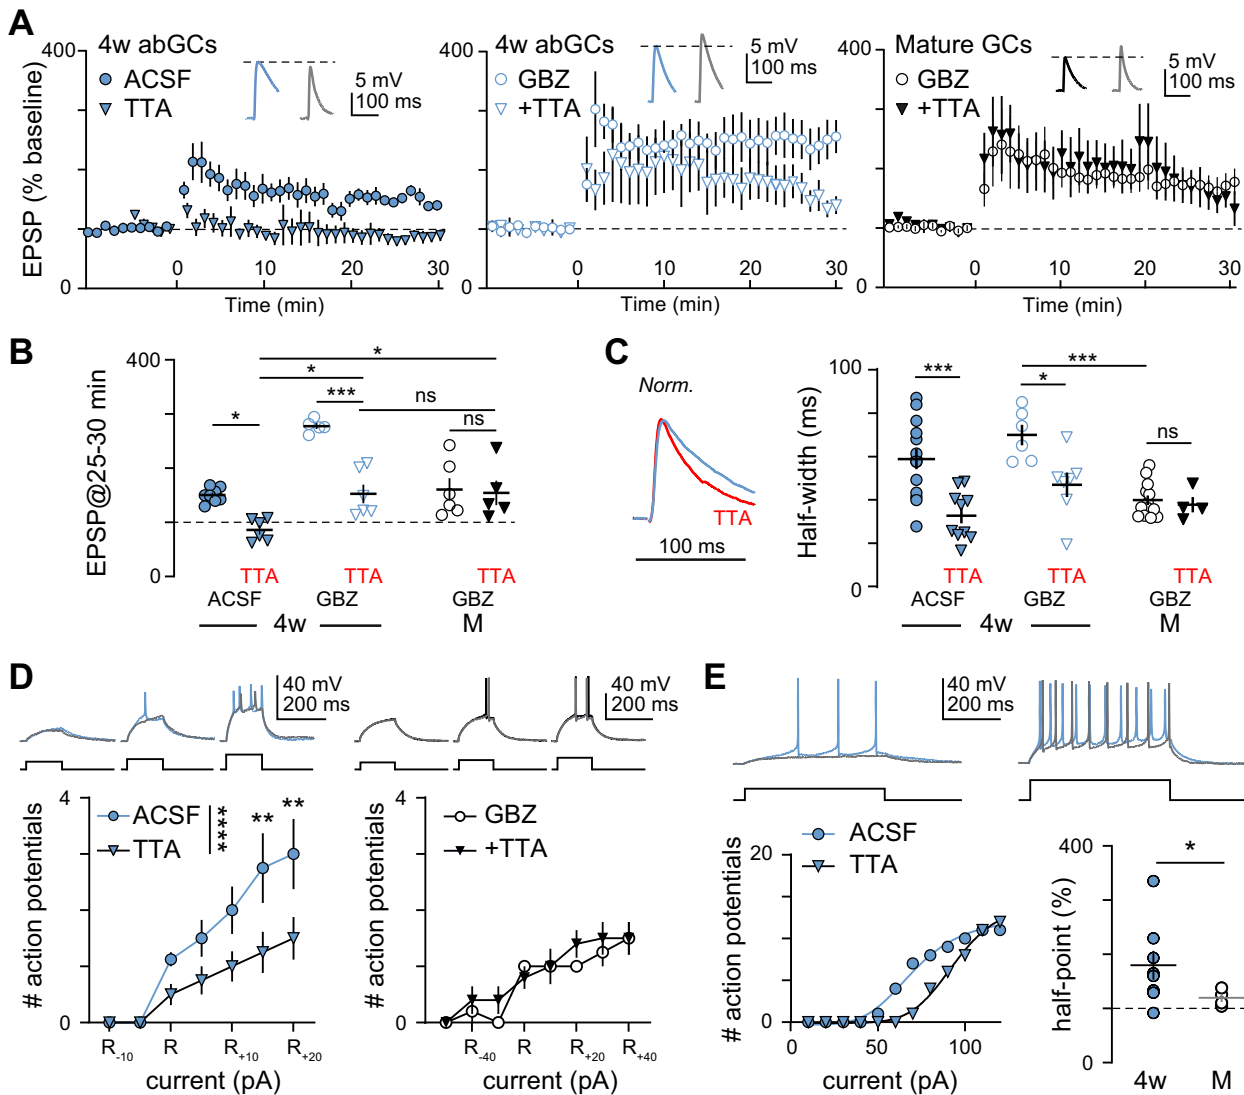 A
4w abGCs
ACSF
TTA
5 mV
100 ms
400
0
EPSP (% baseline)
0 10 20 30
Time (min)
4w abGCs
GBZ
+TTA
5 mV
100 ms
400
0
0 10 20 30
Time (min)
Mature GCs
GBZ
+TTA
5 mV
100 ms
400
0
0 10 20 30
Time (min)
B
400
0
EPSP@25-30 min
*
*
***
*
ns
ns
TTA TTA TTA
ACSF GBZ GBZ
4w M
C
Norm.
TTA
100 ms
100
0
Half-width (ms)
***
***
*
ns
TTA TTA TTA
ACSF GBZ GBZ
4w M
D
40 mV
200 ms
40 mV
200 ms
4
0
# action potentials
ACSF
TTA
****
**
**
R-10 R R+10 R+20
current (pA)
4
0
# action potentials
GBZ
+TTA
R-40 R R+20 R+40
current (pA)
E
40 mV
200 ms
ACSF
TTA
20
0
# action potentials
0 50 100
current (pA)
400
0
half-point (%)
*
4w M